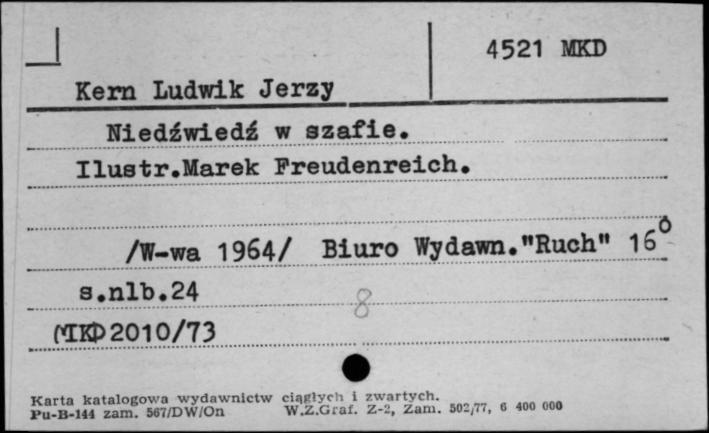 4521 MKD
Kern Ludwik Jerzy
Niedźwiedź w szafie.
Ilustr.Marek Freudenreich.
/W-wa 1964/ Biuro Wydawn."Ruch" 16°
s.nlb.24
8
MKD 2010/73
Karta katalogowa wydawnictw ciągłych i zwartych.
Pu-B-144 zam. 567/DW/On W.Z.Graf. Z-2, Zam. 502/77, 6 400 000